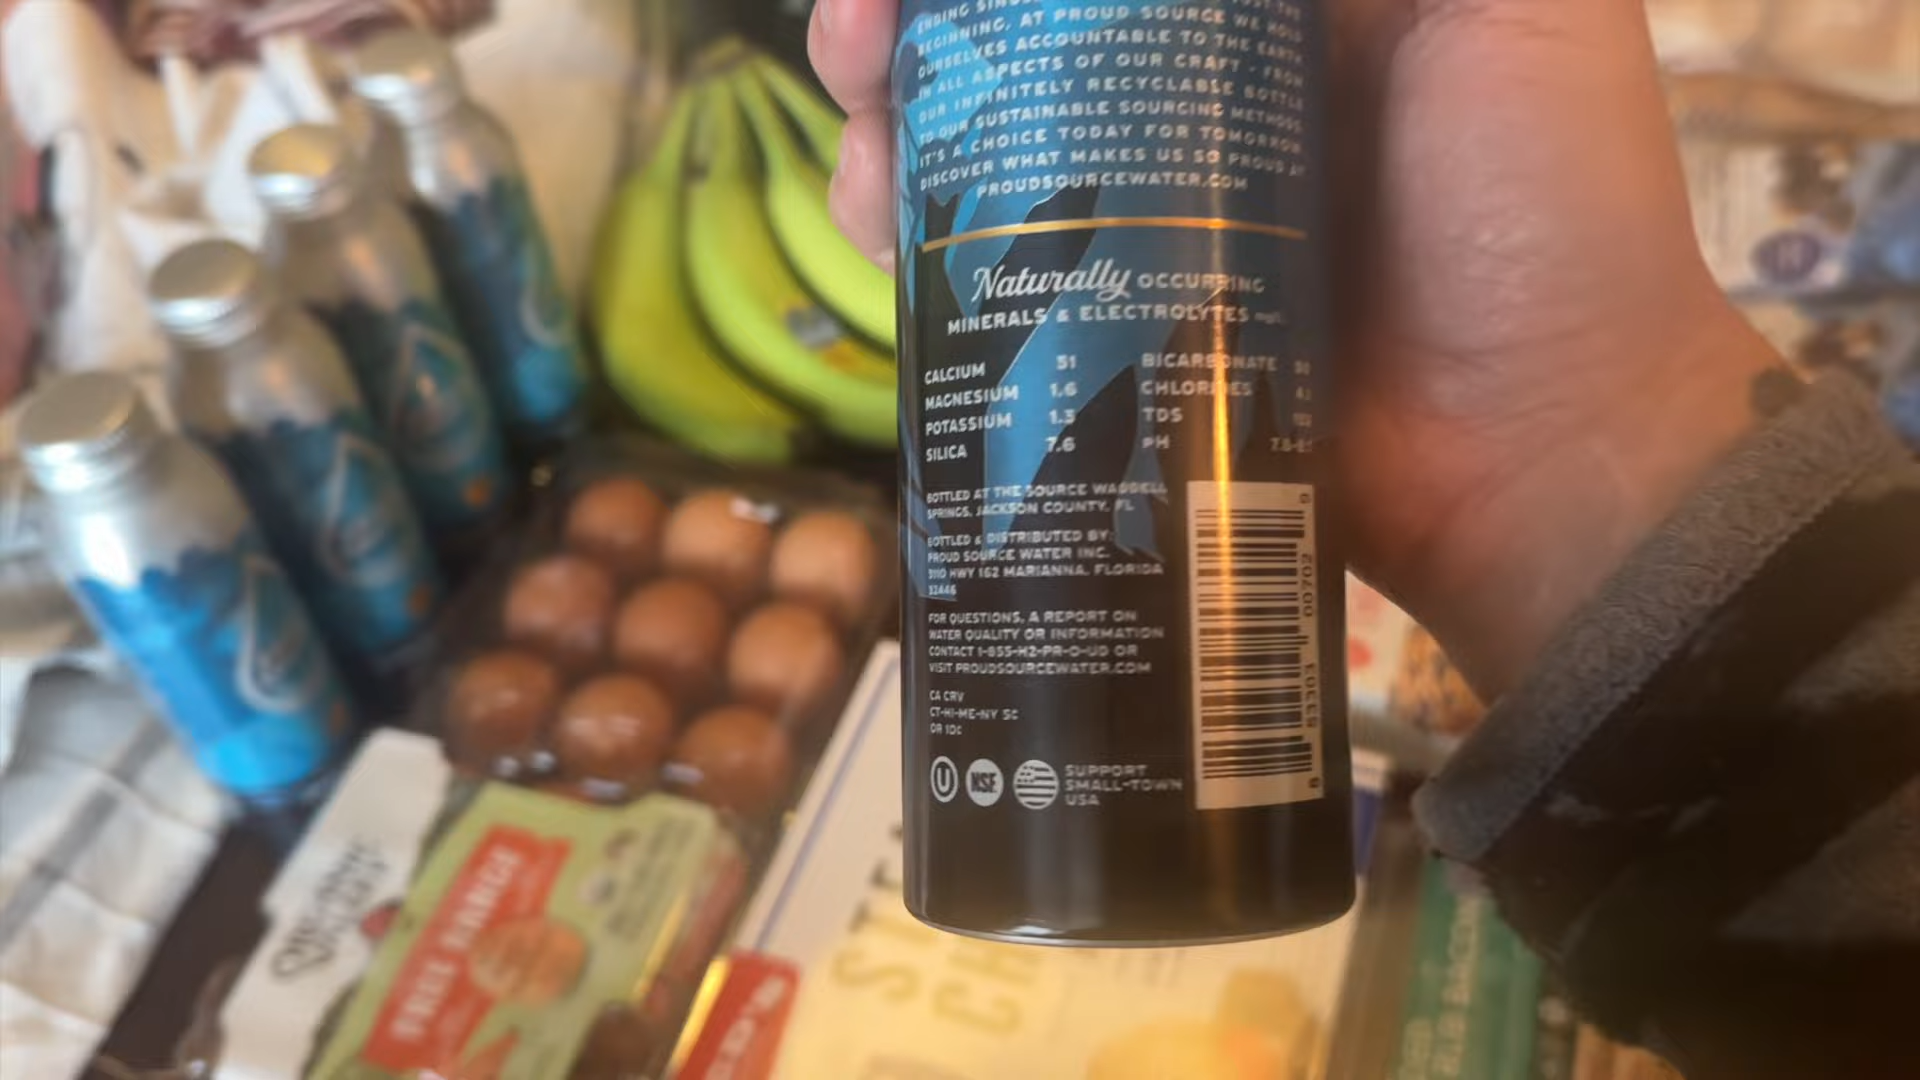 BEGINNING. AT PROUD SOURCE WE HOLD
OURSELVES ACCOUNTABLE TO THE EARTH
IN ALL ASPECTS OF OUR CRAFT - FROM
OUR INFINITELY RECYCLABLE BOTTLE
TO OUR SUSTAINABLE SOURCING METHODS.
IT'S A CHOICE TODAY FOR TOMORROW.
DISCOVER WHAT MAKES US SO PROUD AT
PROUDSOURCEWATER.COM
Naturally OCCURRING
MINERALS & ELECTROLYTES
CALCIUM 51 BICARBONATE
MAGNESIUM 1.6 CHLORIDES
POTASSIUM 1.3 TDS
SILICA 7.6 PH
BOTTLED AT THE SOURCE WADDELL
SPRINGS, JACKSON COUNTY, FL
BOTTLED & DISTRIBUTED BY:
PROUD SOURCE WATER INC.
3110 HWY 162 MARIANNA, FLORIDA
32446
FOR QUESTIONS, A REPORT ON
WATER QUALITY OR INFORMATION
CONTACT 1-855-H2-PR-O-UD OR
VISIT PROUDSOURCEWATER.COM
CA CRV
CT-HI-ME-NY 5¢
OR 10¢
U NSF SUPPORT
SMALL-TOWN
USA
8 53303 00702 9
FREE RANGE